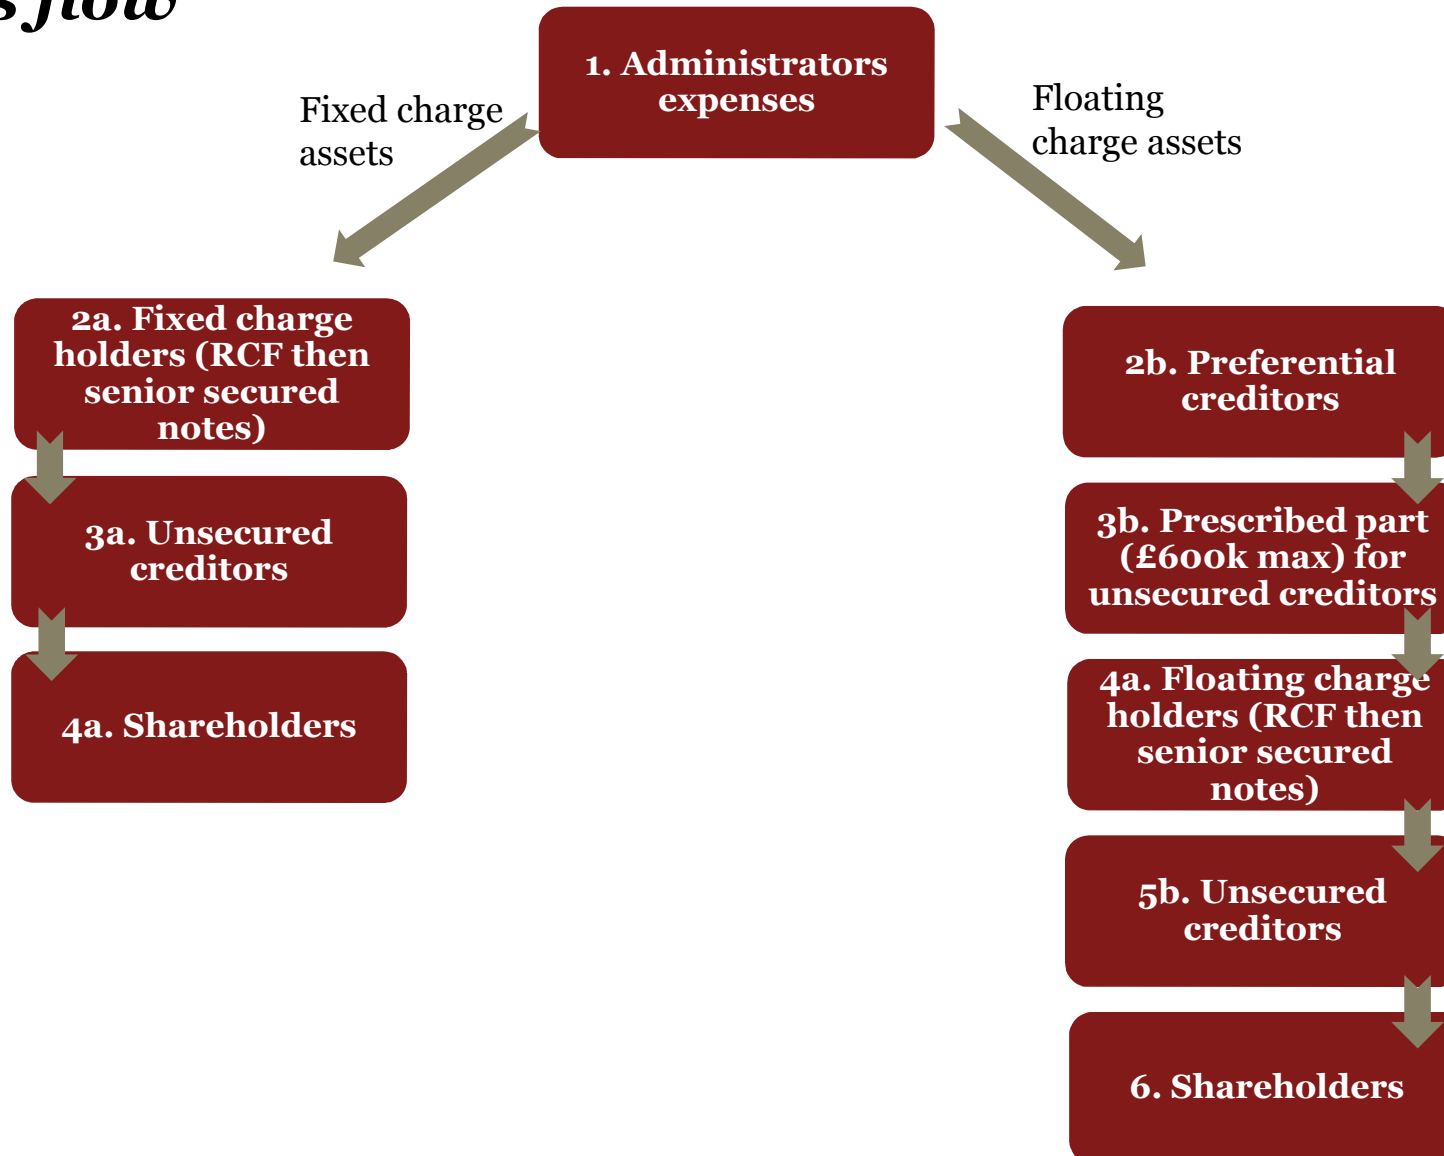 s flow
1. Administrators
expenses
Fixed charge
assets
Floating
charge assets
2a. Fixed charge
holders (RCF then
senior secured
notes)
3a. Unsecured
creditors
4a. Shareholders
2b. Preferential
creditors
3b. Prescribed part
(£600k max) for
unsecured creditors
4a. Floating charge
holders (RCF then
senior secured
notes)
5b. Unsecured
creditors
6. Shareholders